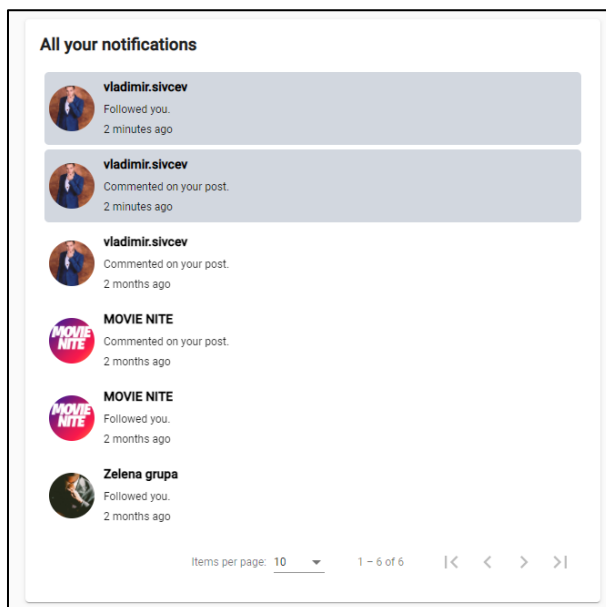 All your notifications
vladimir.sivcev
Followed you.
2 minutes ago
vladimir.sivcev
Commented on your post.
2 minutes ago
vladimir.sivcev
Commented on your post.
2 months ago
MOVIE NITE
MOVIE
NITE
Commented on your post.
2 months ago
MOVIE NITE
MOVIE
NITE
Followed you.
2 months ago
Zelena grupa
Followed you.
2 months ago
Items per page: 10 1 – 6 of 6